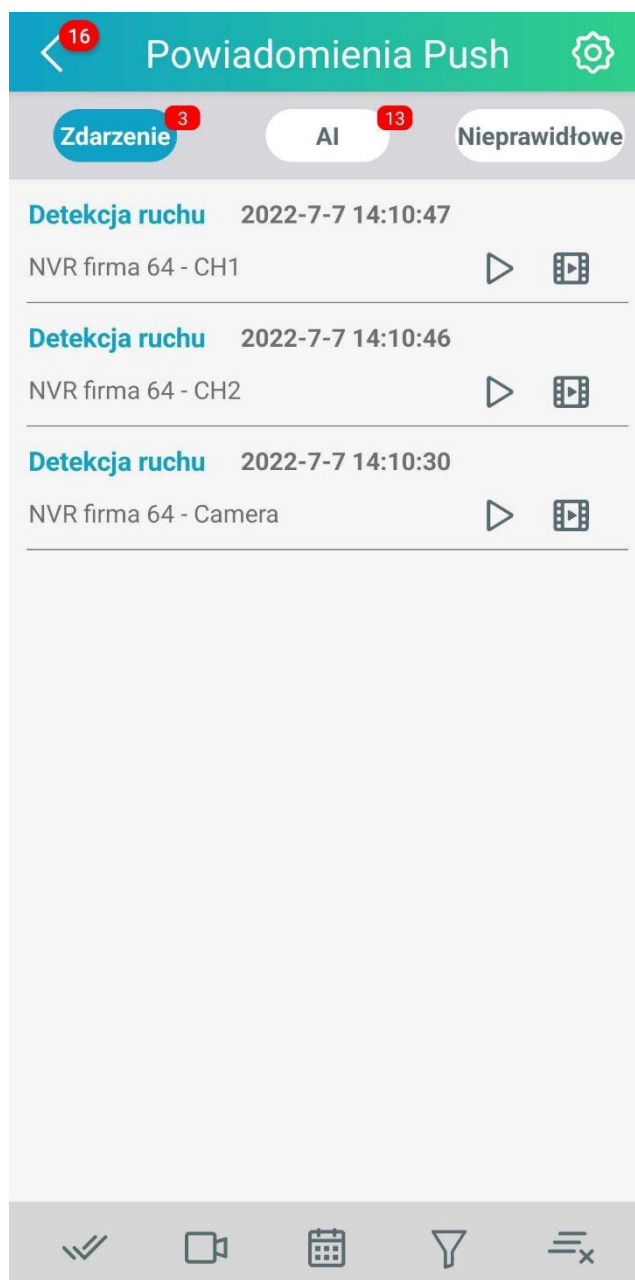 16
Powiadomienia Push
Zdarzenie 3 AI 13 Nieprawidłowe
Detekcja ruchu 2022-7-7 14:10:47
NVR firma 64 - CH1
Detekcja ruchu 2022-7-7 14:10:46
NVR firma 64 - CH2
Detekcja ruchu 2022-7-7 14:10:30
NVR firma 64 - Camera